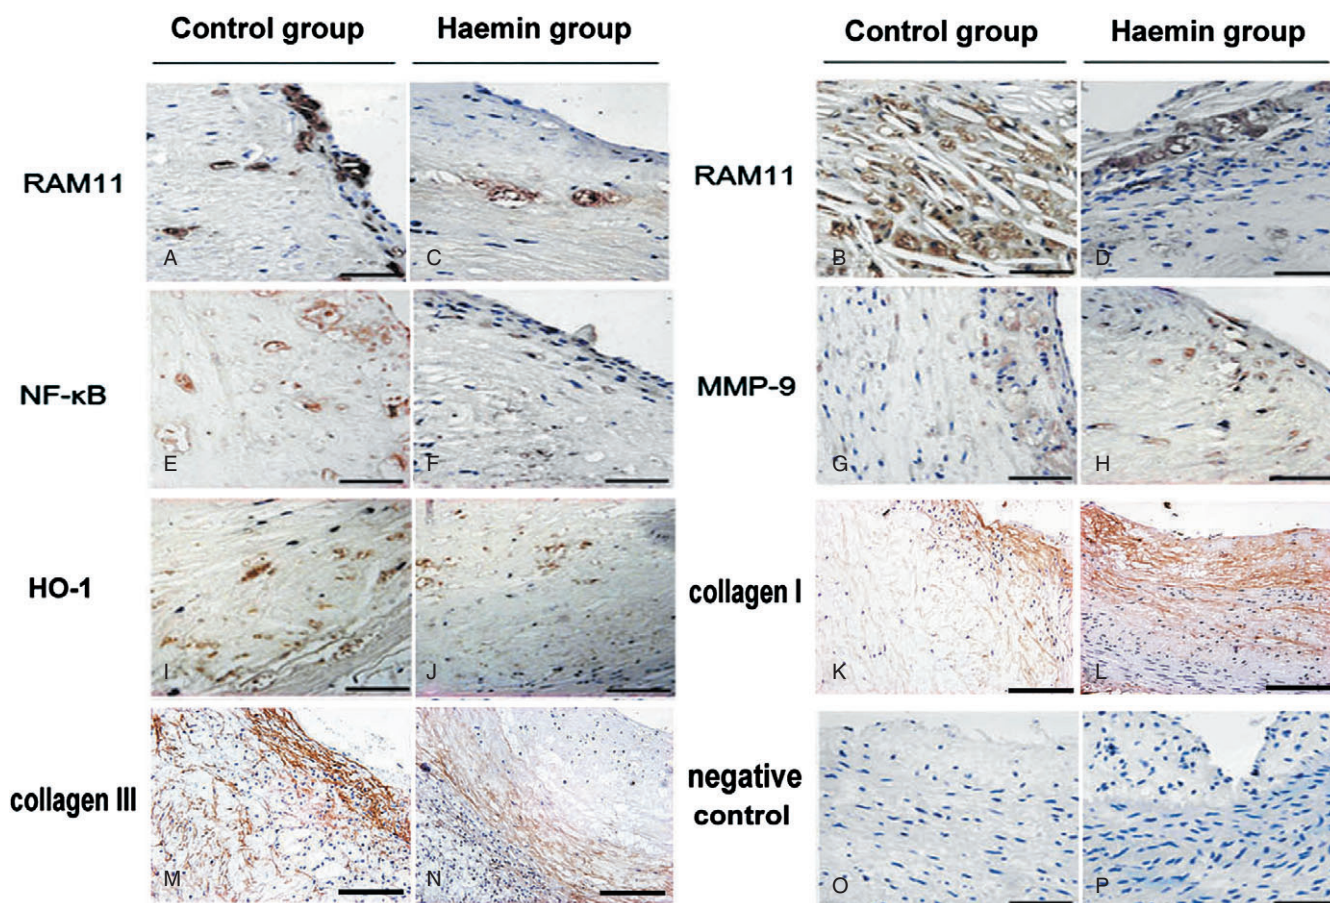 Control group Haemin group Control group Haemin group
RAM11 A C RAM11 B D
NF-κB E F MMP-9 G H
HO-1 I J collagen I K L
collagen III M N negative
control O P